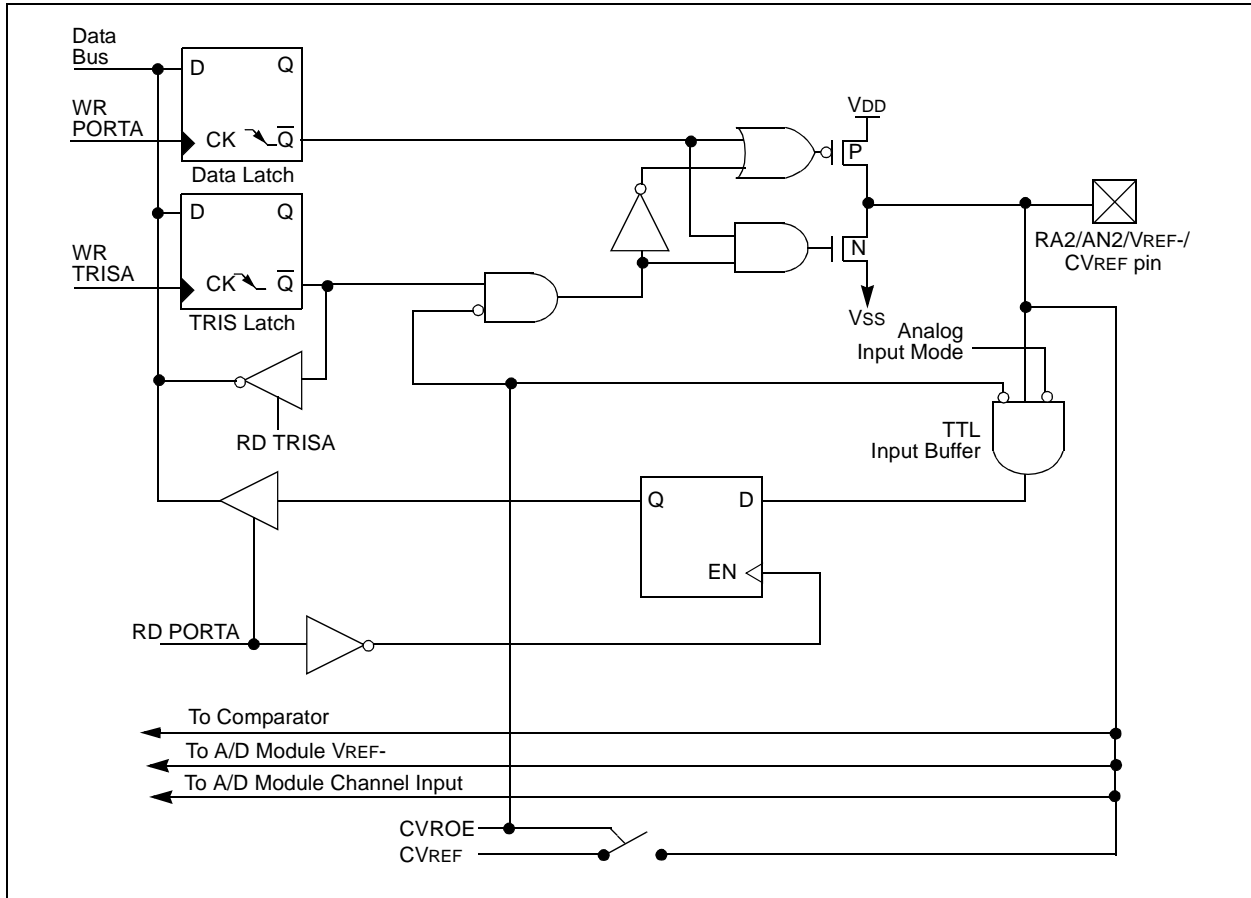 Data
Bus
D Q
WR
PORTA
CK Q
Data Latch
VDD
P
D Q
WR
TRISA
CK Q
TRIS Latch
N
RA2/AN2/VREF-/
CVREF pin
VSS
Analog
Input Mode
RD TRISA
TTL
Input Buffer
Q D
EN
RD PORTA
To Comparator
To A/D Module VREF-
To A/D Module Channel Input
CVROE
CVREF